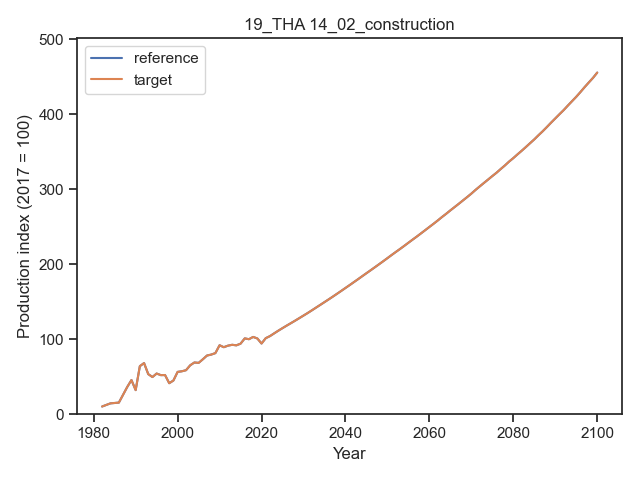 19_THA 14_02_construction
reference
target
Production index (2017 = 100)
500
400
300
200
100
0
1980 2000 2020 2040 2060 2080 2100
Year